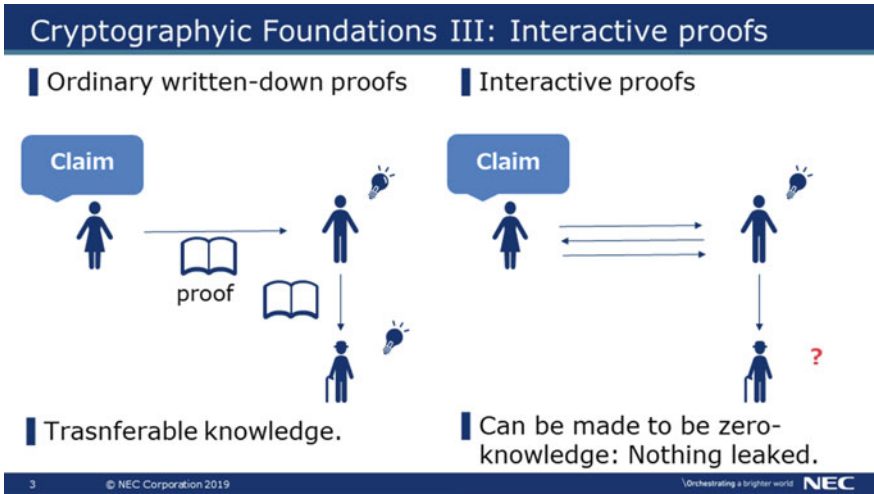 Cryptographyic Foundations III: Interactive proofs
Ordinary written-down proofs
Interactive proofs
Claim
Claim
proof
?
Trasnferable knowledge.
Can be made to be zero-
knowledge: Nothing leaked.
3
© NEC Corporation 2019
\Orchestrating a brighter world
NEC